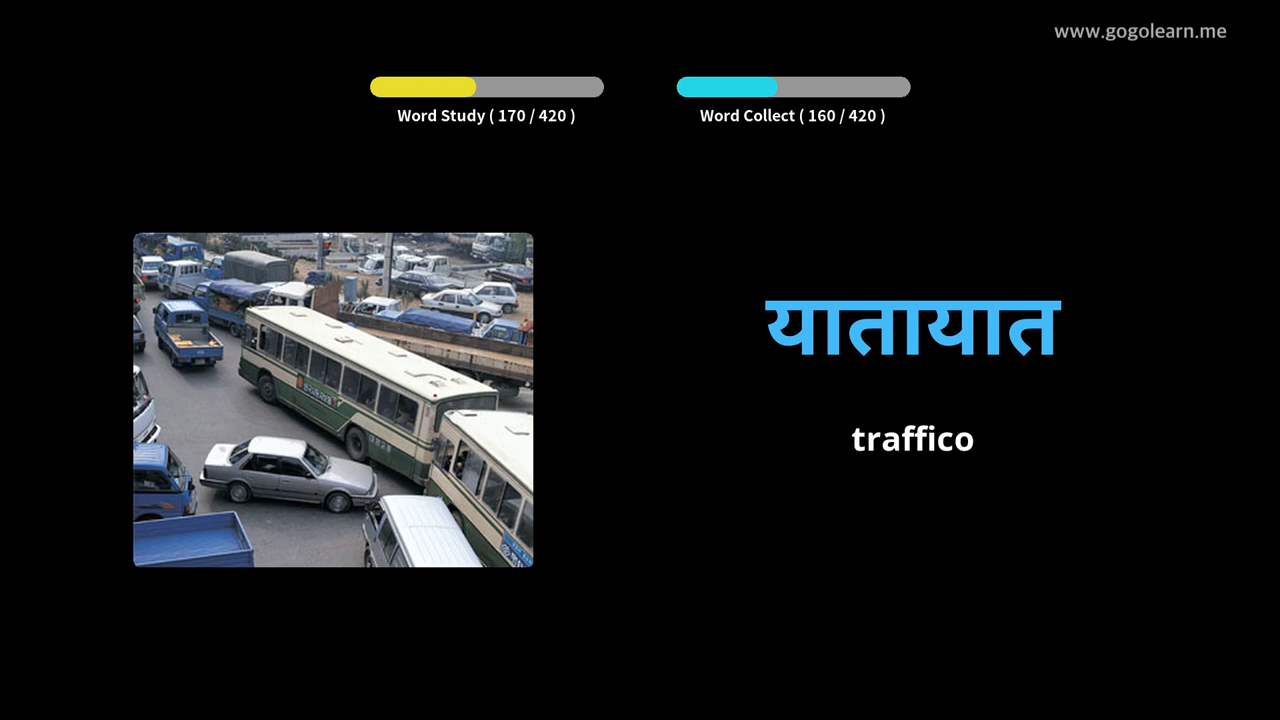 www.gogolearn.me
Word Study ( 170 / 420 )
Word Collect ( 160 / 420 )
यातायात
traffico